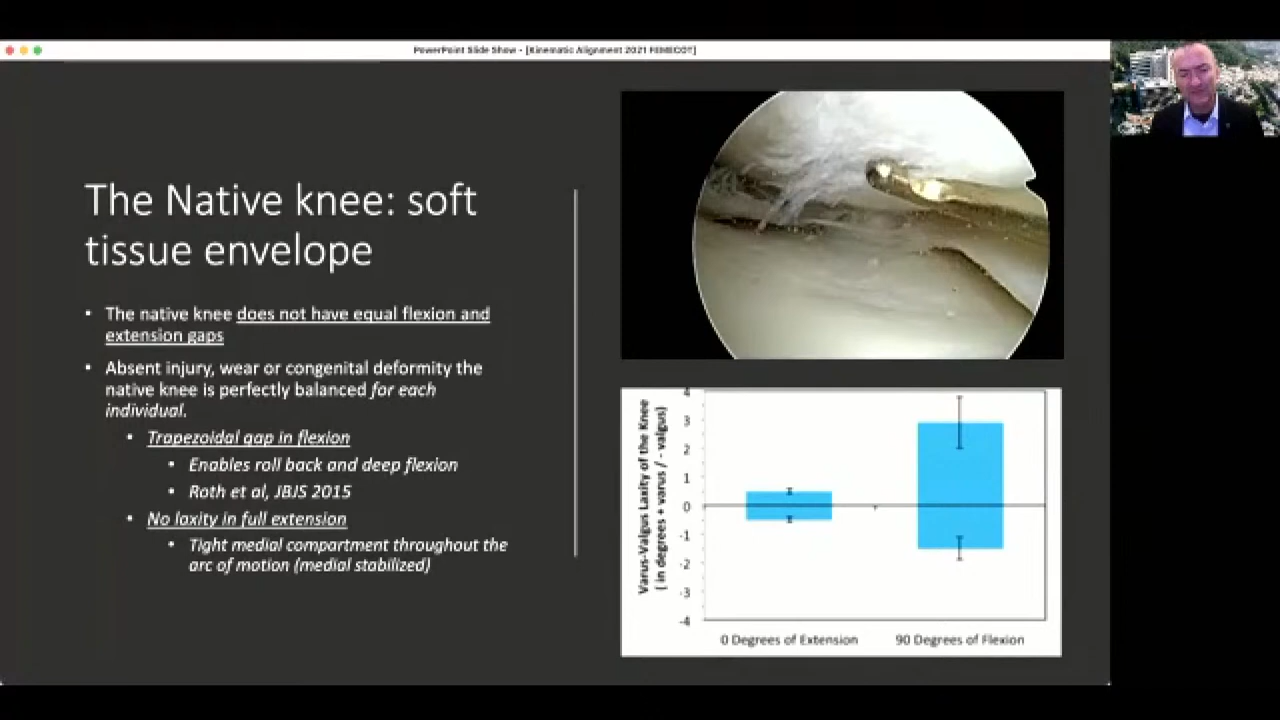 PowerPoint Slide Show - [Kinematic Alignment 2021 FEMECOT]
The Native knee: soft
tissue envelope
• The native knee does not have equal flexion and
extension gaps
• Absent injury, wear or congenital deformity the
native knee is perfectly balanced for each
individual.
• Trapezoidal gap in flexion
• Enables roll back and deep flexion
• Roth et al, JBJS 2015
• No laxity in full extension
• Tight medial compartment throughout the
arc of motion (medial stabilized)
Varus-Valgus Laxity of the Knee
( in degrees + varus / - valgus)
4
3
2
1
0
-1
-2
-3
-4
0 Degrees of Extension
90 Degrees of Flexion